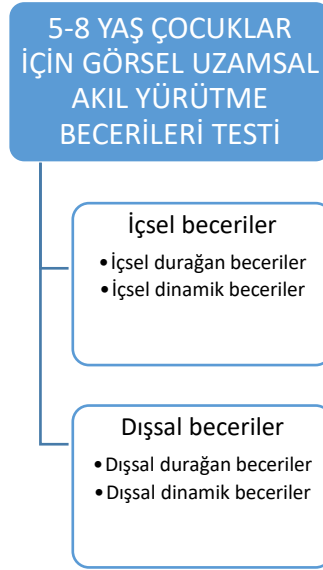 5-8 YAŞ ÇOCUKLAR
İÇİN GÖRSEL UZAMSAL
AKIL YÜRÜTME
BECERİLERİ TESTİ
İçsel beceriler
•İçsel durağan beceriler
•İçsel dinamik beceriler
Dışsal beceriler
•Dışsal durağan beceriler
•Dışsal dinamik beceriler